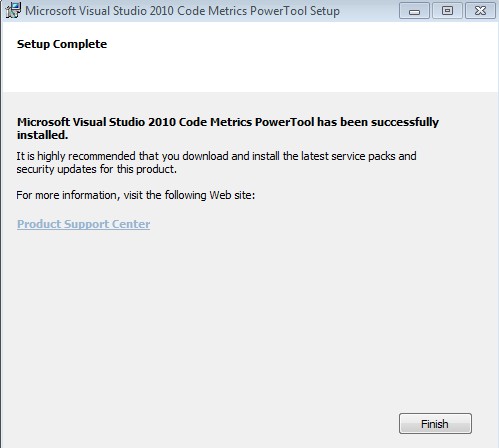 Microsoft Visual Studio 2010 Code Metrics PowerTool Setup
Setup Complete
Microsoft Visual Studio 2010 Code Metrics PowerTool has been successfully
installed.
It is highly recommended that you download and install the latest service packs and
security updates for this product.
For more information, visit the following Web site:
Product Support Center
Finish